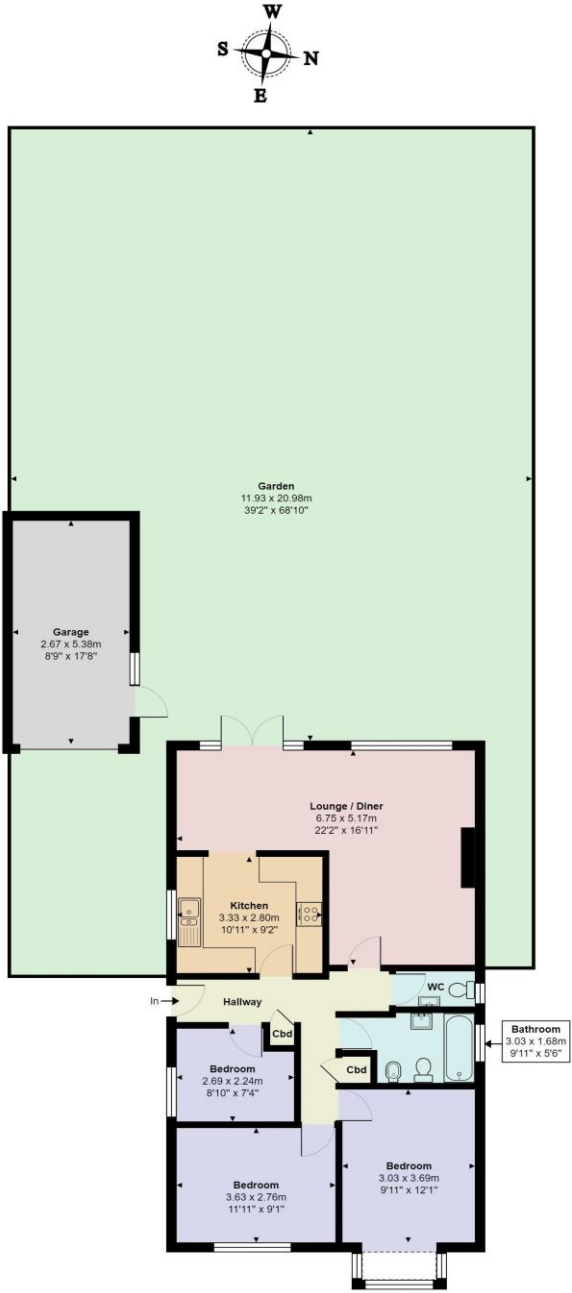 W
S
N
E
Garden
11.93 x 20.98m
39'2" x 68'10"
Garage
2.67 x 5.38m
8'9" x 17'8"
Lounge / Diner
6.75 x 5.17m
22'2" x 16'11"
Kitchen
3.33 x 2.80m
10'11" x 9'2"
In
Hallway
WC
Cbd
Bathroom
3.03 x 1.68m
9'11" x 5'6"
Cbd
Bedroom
2.69 x 2.24m
8'10" x 7'4"
Bedroom
3.63 x 2.76m
11'11" x 9'1"
Bedroom
3.03 x 3.69m
9'11" x 12'1"